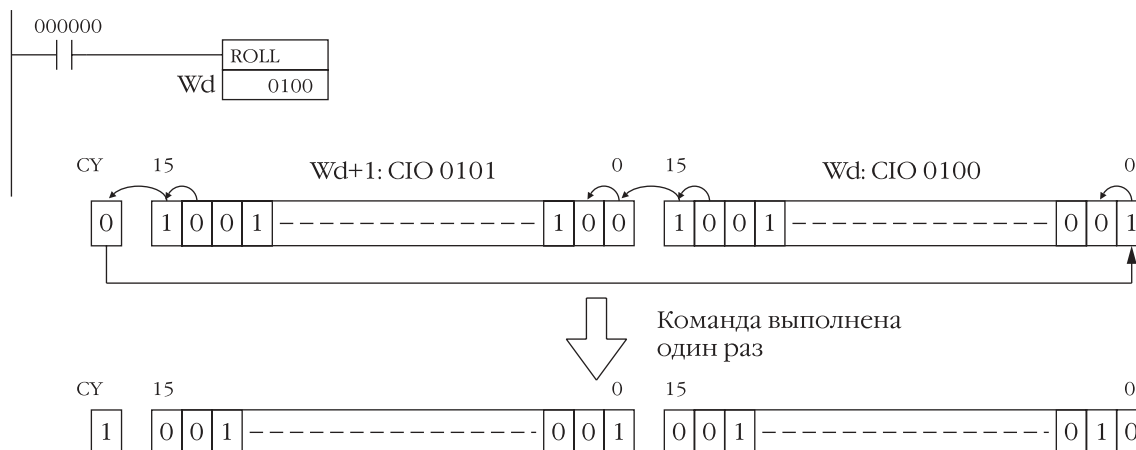 000000
ROLL
Wd 0100
CY 15 Wd+1: CIO 0101 0 15 Wd: CIO 0100 0
0 1 0 0 1 1 0 0 1 0 0 1 0 0 1
Команда выполнена
один раз
CY 15 0 15 0
1 0 0 1 0 0 1 0 0 1 0 1 0